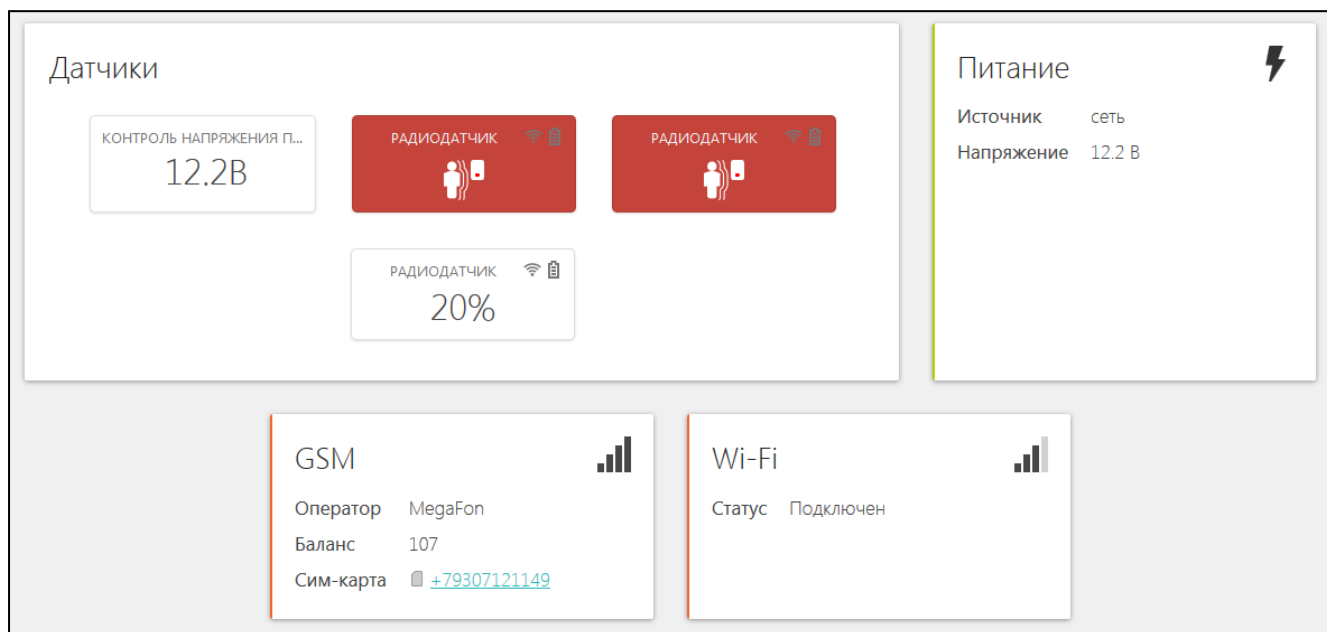 Датчики
КОНТРОЛЬ НАПРЯЖЕНИЯ П...
12.2В
РАДИОДАТЧИК
РАДИОДАТЧИК
РАДИОДАТЧИК
20%
Питание
Источник сеть
Напряжение 12.2 В
GSM
Оператор MegaFon
Баланс 107
Сим-карта +79307121149
Wi-Fi
Статус Подключен